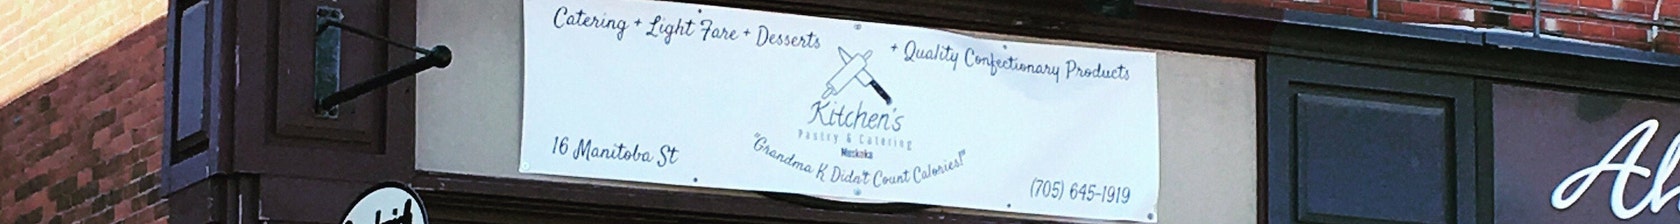 Catering + Light Fare + Desserts
+ Quality Confectionary Products
Kitchen's
Pastry & Catering
Muskoka
"Grandma K Didn't Count Calories!"
16 Manitoba St
(705) 645-1919